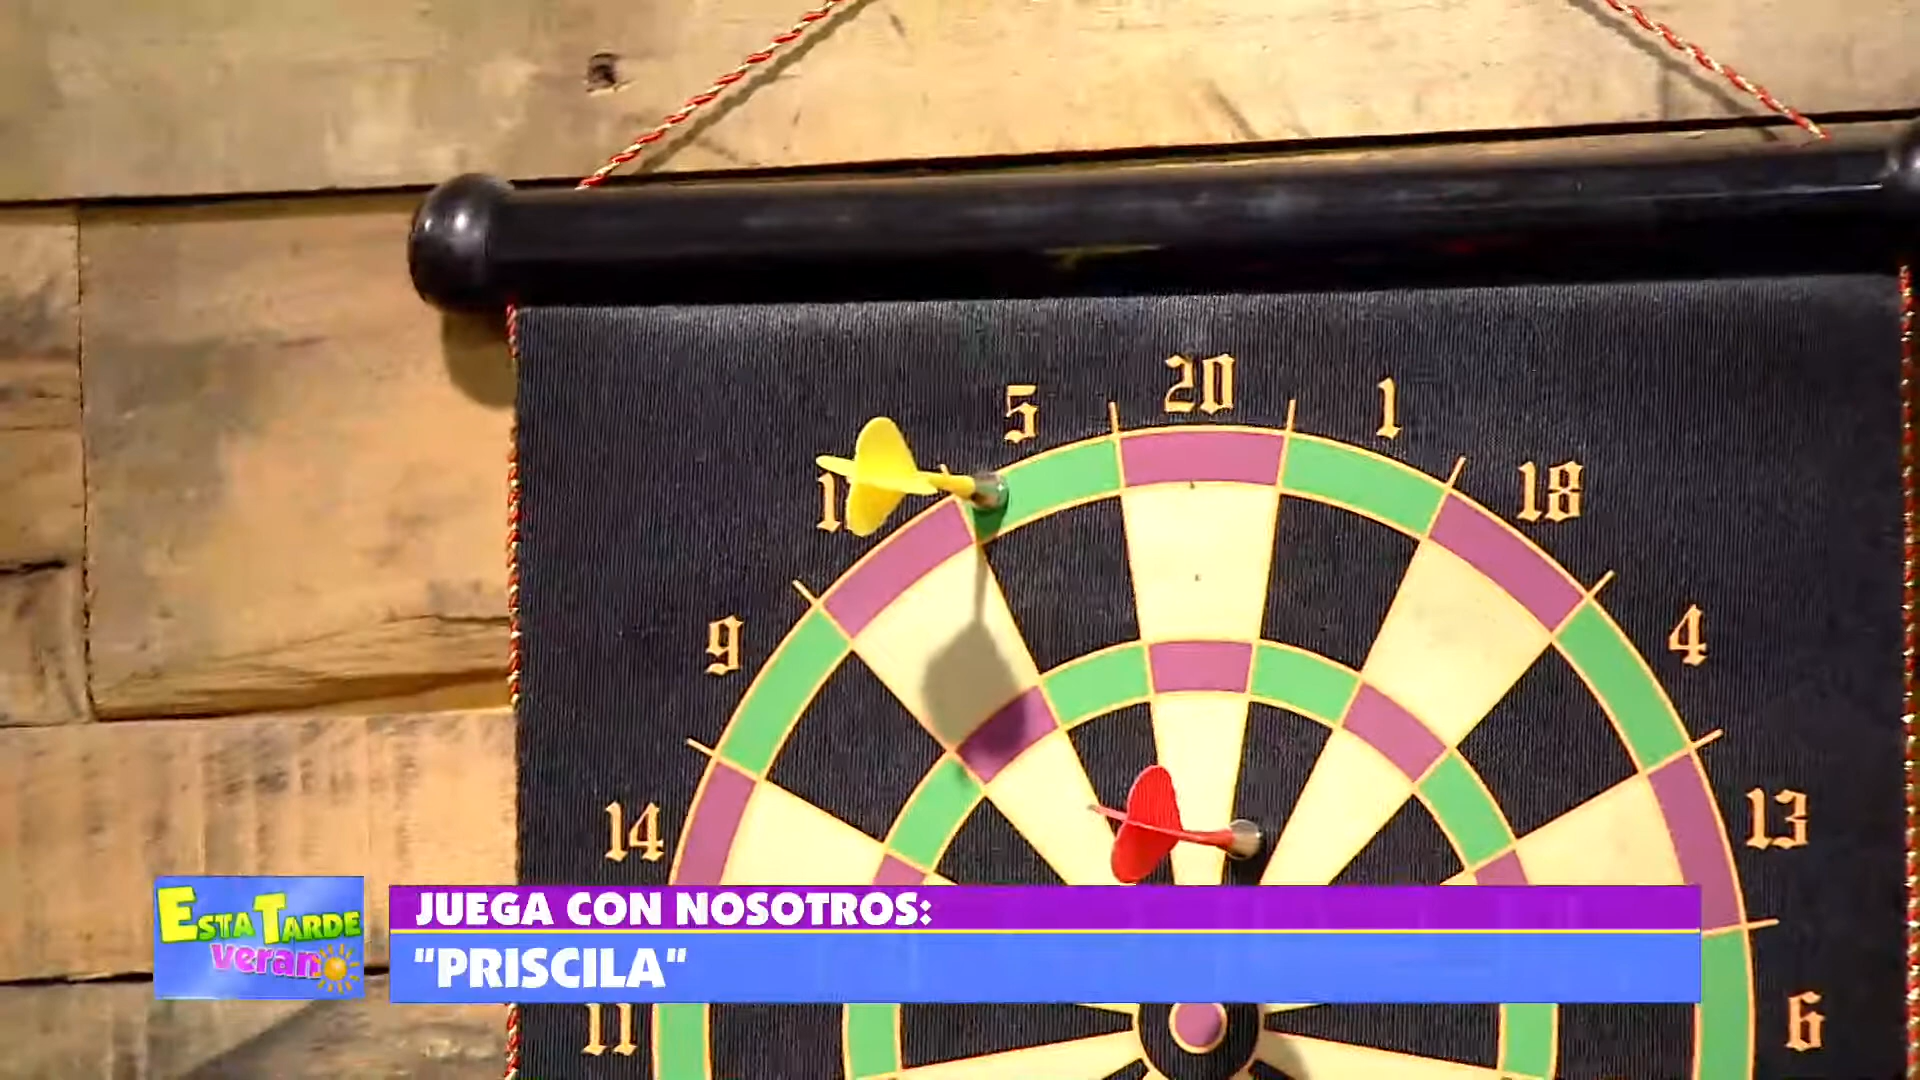 20
5
1
18
9
4
14
13
ESTA TARDE
verano
JUEGA CON NOSOTROS:
"PRISCILA"
11
6